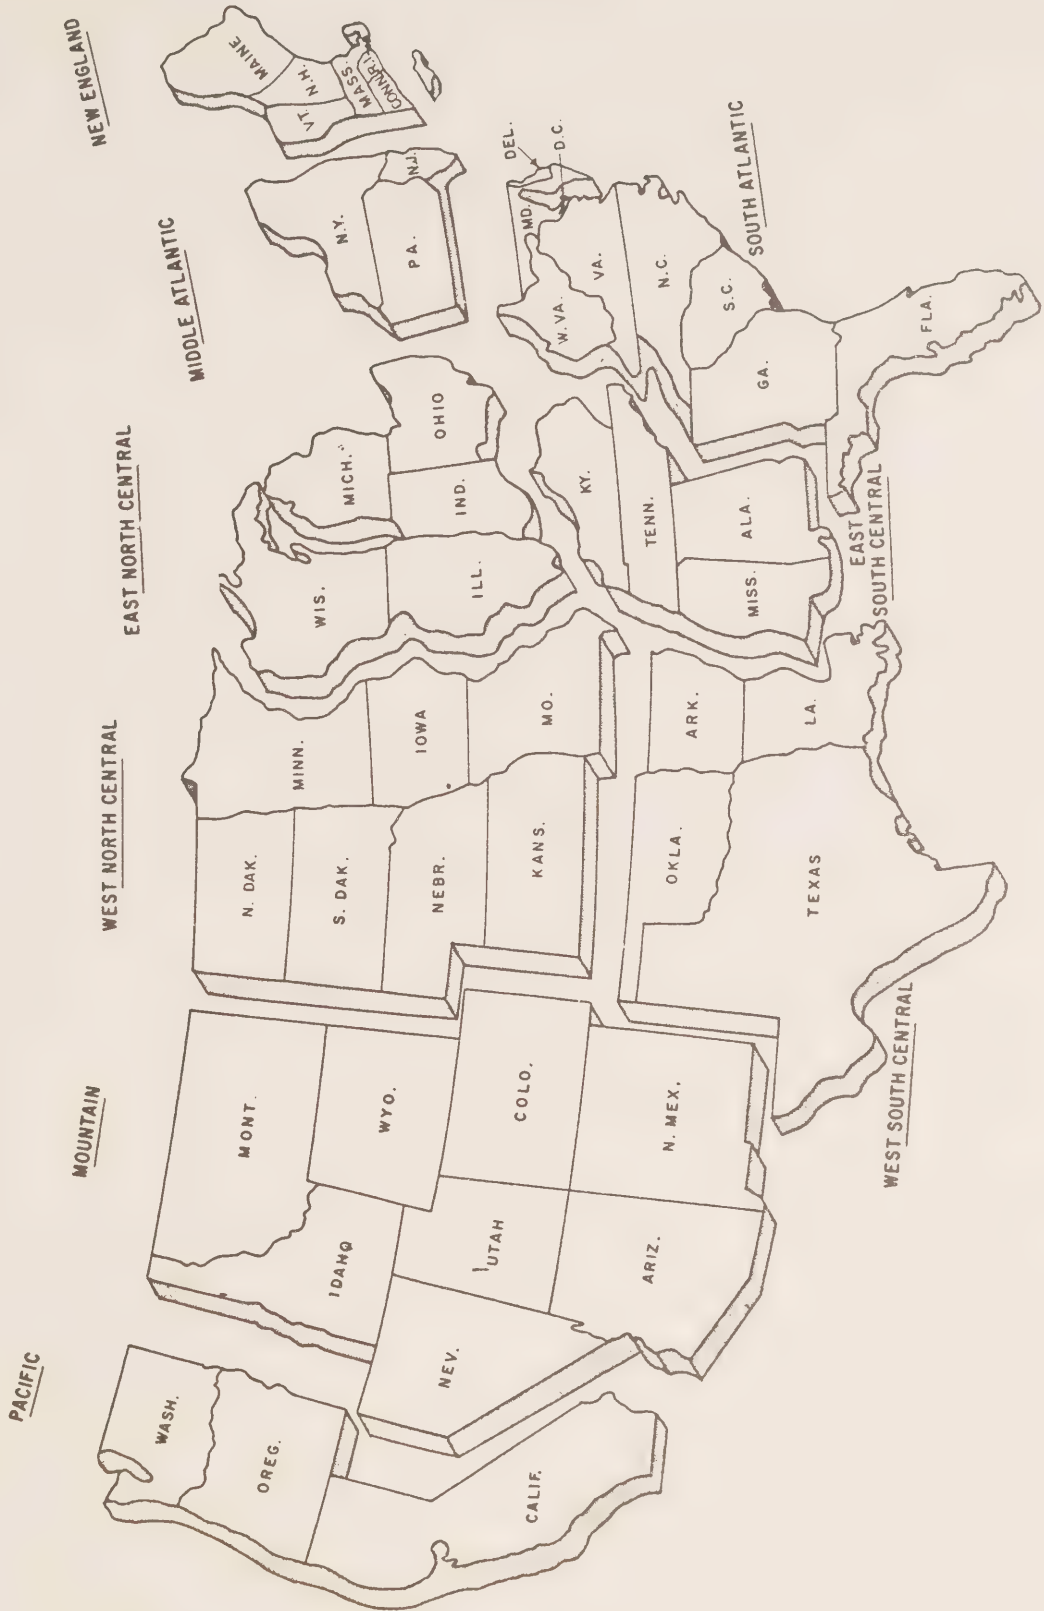 PACIFIC
MOUNTAIN
WEST NORTH CENTRAL
EAST NORTH CENTRAL
MIDDLE ATLANTIC
NEW ENGLAND
WASH.
OREG.
CALIF.
MONT.
IDAHO
WYO.
NEV.
UTAH
COLO.
ARIZ.
N. MEX.
N. DAK.
S. DAK.
NEBR.
KANS.
MINN.
IOWA
MO.
WIS.
MICH.
ILL.
IND.
OHIO
N.Y.
PA.
N.J.
MAINE
VT.
N.H.
MASS.
CONN.
R.I.
OKLA.
ARK.
TEXAS
LA.
WEST SOUTH CENTRAL
KY.
TENN.
MISS.
ALA.
EAST
SOUTH CENTRAL
DEL.
MD.
D.C.
W. VA.
VA.
N.C.
S.C.
GA.
FLA.
SOUTH ATLANTIC